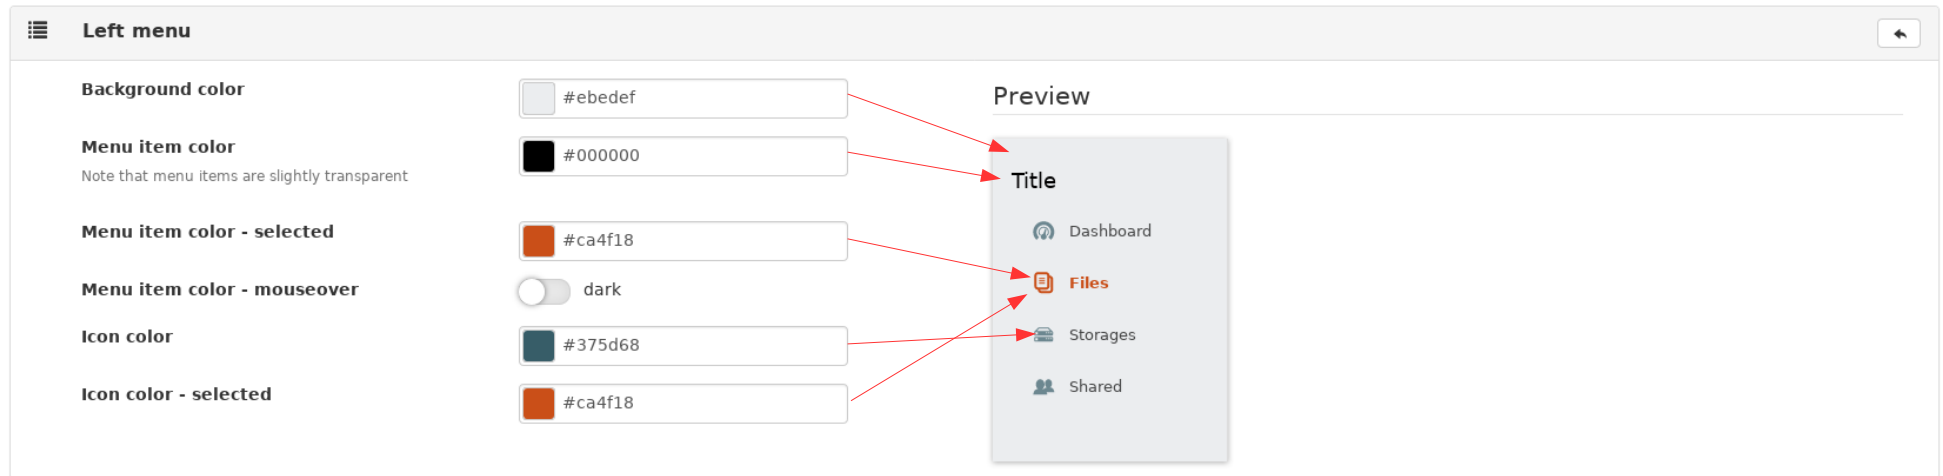 Left menu
Background color
#ebedef
Menu item color
#000000
Note that menu items are slightly transparent
Menu item color - selected
#ca4f18
Menu item color - mouseover
dark
Icon color
#375d68
Icon color - selected
#ca4f18
Preview
Title
Dashboard
Files
Storages
Shared